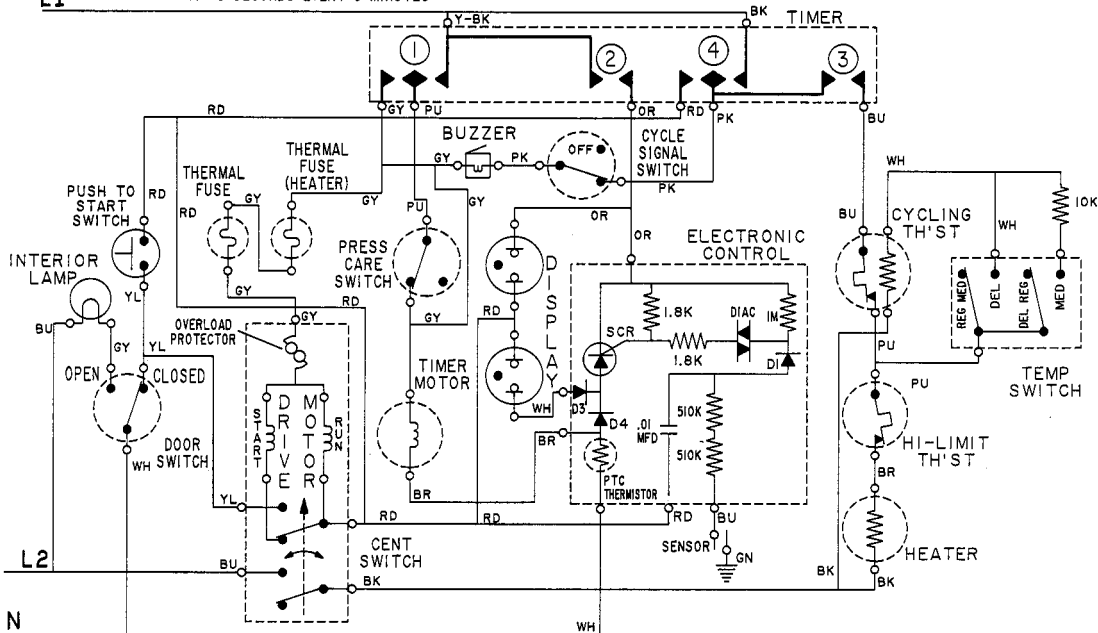 L1
Y-BK
BK
TIMER
1
2
4
3
RD
GY
PU
OR
RD
PK
BU
BUZZER
GY
PK
OFF
CYCLE
SIGNAL
SWITCH
PK
WH
THERMAL
FUSE
THERMAL
FUSE
(HEATER)
GY
GY
PU
GY
OR
PUSH TO
START
SWITCH
RD
RD
YL
INTERIOR
LAMP
BU
GY
PRESS
CARE
SWITCH
GY
RD
OR
DISPLAY
ELECTRONIC
CONTROL
BU
CYCLING
TH'ST
WH
10K
REG MED
DEL
DEL REG
MED
TEMP
SWITCH
PU
PU
GY
GY
OVERLOAD
PROTECTOR
RD
SCR
1.8K
1.8K
DIAC
1M
D1
OPEN
CLOSED
DOOR
SWITCH
WH
TIMER
MOTOR
WH
D3
D4
BR
PTC
THERMISTOR
.01
MFD
510K
510K
HI-LIMIT
TH'ST
BR
START
DRIVE
MOTOR
RUN
YL
YL
BR
RD
RD
RD
BU
SENSOR
GN
HEATER
CENT
SWITCH
L2
BU
BK
BK
BK
N
WH